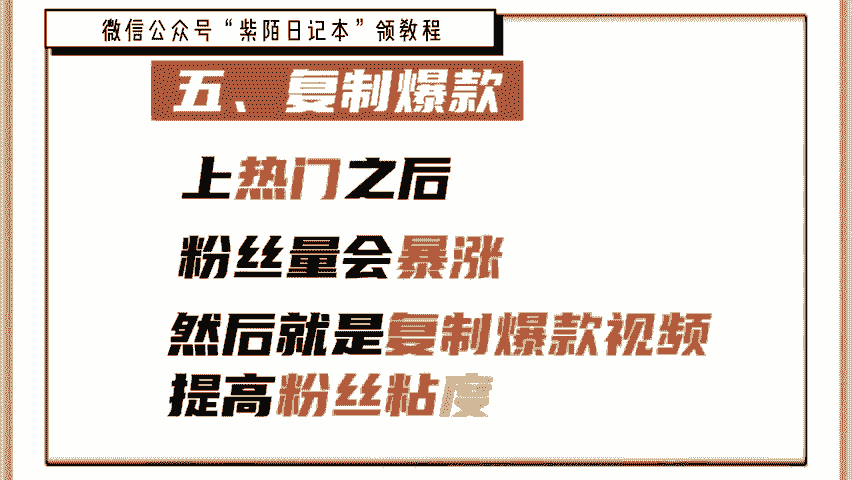 微信公众号“紫陌日记本”领教程
五、复制爆款
上热门之后
粉丝量会暴涨
然后就是复制爆款视频
提高粉丝粘度